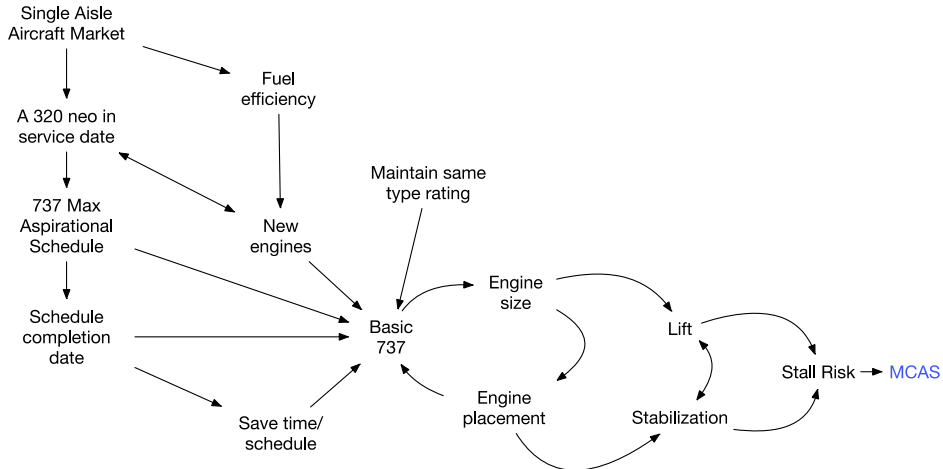 Single Aisle
Aircraft Market
Fuel
efficiency
A 320 neo in
service date
Maintain same
type rating
737 Max
Aspirational
Schedule
New
engines
Engine
size
Schedule
completion
date
Basic
737
Lift
Stall Risk
MCAS
Engine
placement
Stabilization
Save time/
schedule